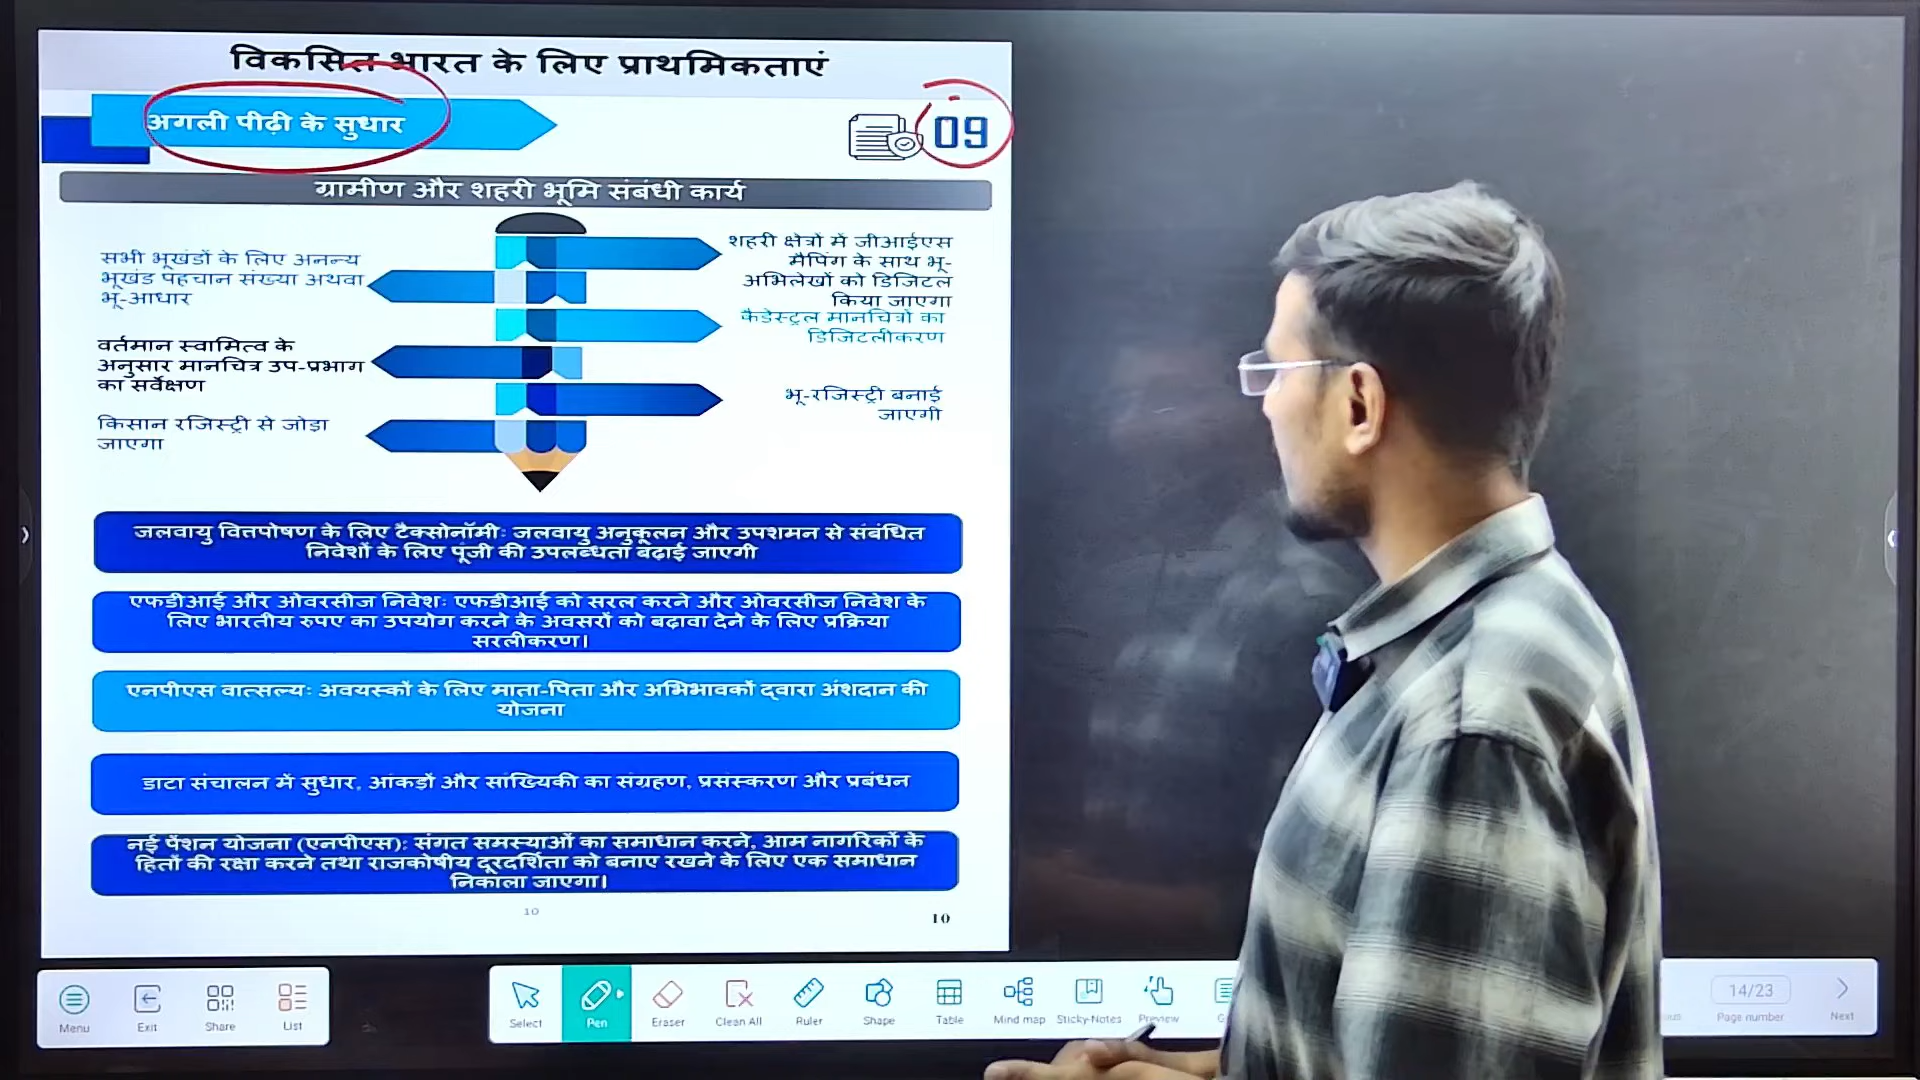 विकसित भारत के लिए प्राथमिकताएं
अगली पीढ़ी के सुधार
09
ग्रामीण और शहरी भूमि संबंधी कार्य
सभी भूखंडों के लिए अनन्य
भूखंड पहचान संख्या अथवा
भू-आधार
शहरी क्षेत्रों में जीआईएस
मैपिंग के साथ भू-
अभिलेखों को डिजिटल
किया जाएगा
कैडेस्ट्रल मानचित्रों का
डिजिटलीकरण
वर्तमान स्वामित्व के
अनुसार मानचित्र उप-प्रभाग
का सर्वेक्षण
भू-रजिस्ट्री बनाई
जाएगी
किसान रजिस्ट्री से जोड़ा
जाएगा
जलवायु वित्तपोषण के लिए टैक्सोनॉमी: जलवायु अनुकूलन और उपशमन से संबंधित
निवेशों के लिए पूंजी की उपलब्धता बढ़ाई जाएगी
एफडीआई और ओवरसीज निवेश: एफडीआई को सरल करने और ओवरसीज निवेश के
लिए भारतीय रुपए का उपयोग करने के अवसरों को बढ़ावा देने के लिए प्रक्रिया
सरलीकरण।
एनपीएस वात्सल्य: अवयस्कों के लिए माता-पिता और अभिभावकों द्वारा अंशदान की
योजना
डाटा संचालन में सुधार, आंकड़ों और सांख्यिकी का संग्रहण, प्रसंस्करण और प्रबंधन
नई पेंशन योजना (एनपीएस): संगत समस्याओं का समाधान करने, आम नागरिकों के
हितों की रक्षा करने तथा राजकोषीय दूरदर्शिता को बनाए रखने के लिए एक समाधान
निकाला जाएगा।
10
10
Menu Exit Share List
Select Pen Eraser Clean All Ruler Shape Table Mind map Sticky-Notes Preview
14/23
Page number Next